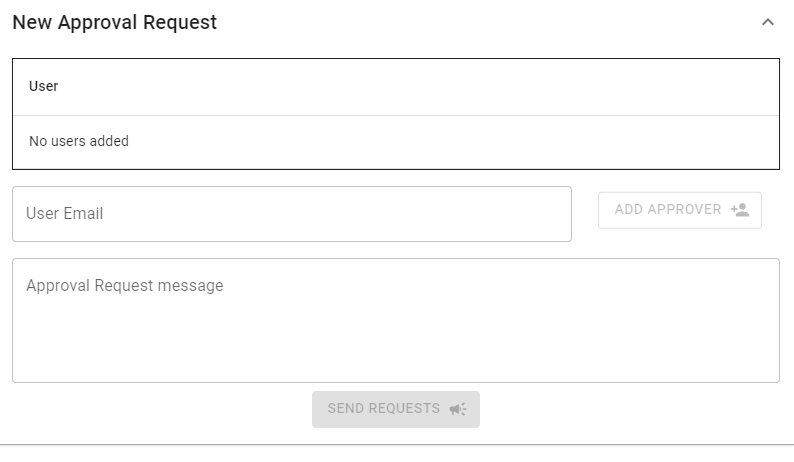 New Approval Request
User
No users added
User Email
ADD APPROVER
Approval Request message
SEND REQUESTS